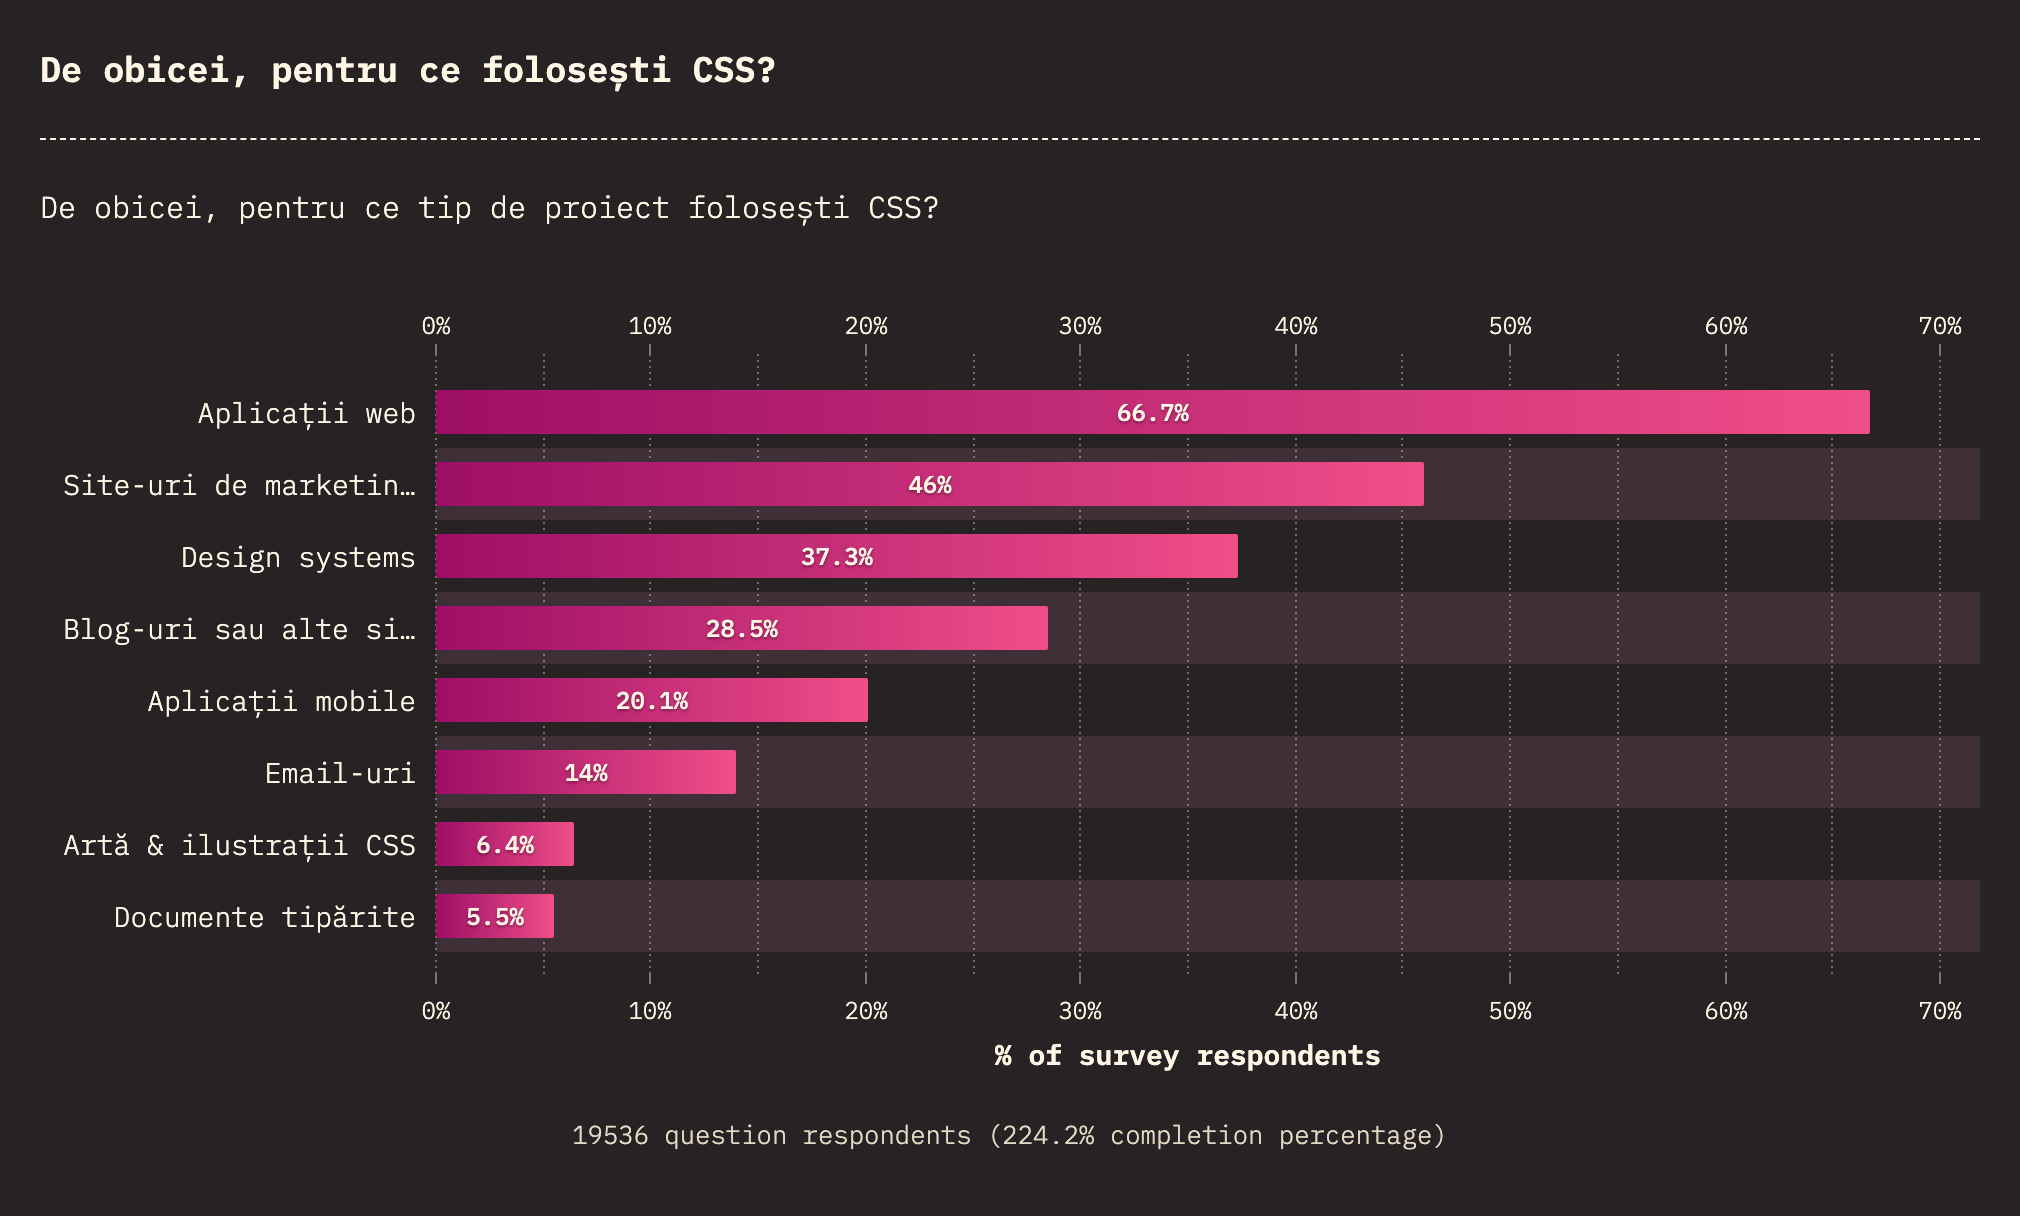 De obicei, pentru ce folosești CSS?
De obicei, pentru ce tip de proiect folosești CSS?
0% 10% 20% 30% 40% 50% 60% 70%
Aplicații web 66.7%
Site-uri de marketin… 46%
Design systems 37.3%
Blog-uri sau alte si… 28.5%
Aplicații mobile 20.1%
Email-uri 14%
Artă & ilustrații CSS 6.4%
Documente tipărite 5.5%
0% 10% 20% 30% 40% 50% 60% 70%
% of survey respondents
19536 question respondents (224.2% completion percentage)